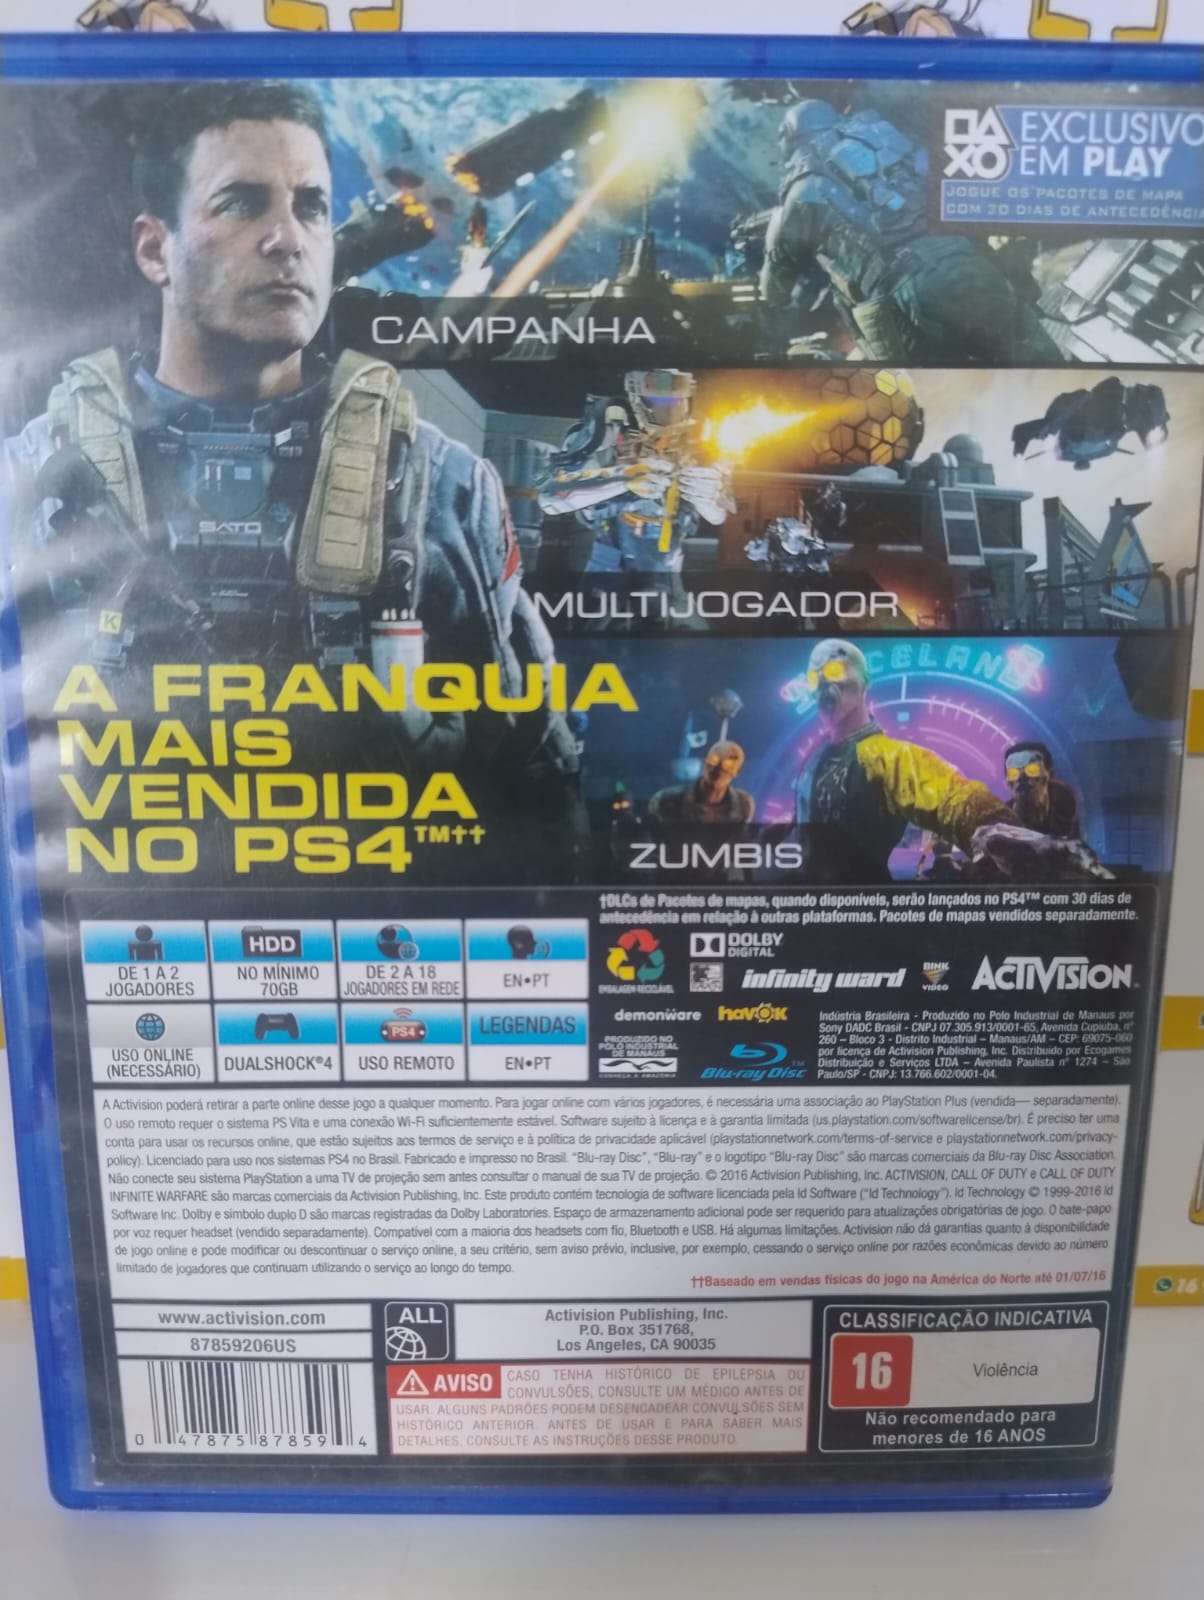 EXCLUSIVO
EM PLAY
JOGUE OS PACOTES DE MAPA
COM 30 DIAS DE
CAMPANHA
SATO
K
MULTIJOGADOR
A FRANQUIA
MAIS
VENDIDA
NO PS4™††
ZUMBIS
†DLCs de Pacotes de mapas, quando disponíveis, serão lançados no PS4™ com 30 dias de
antecedência em relação à outras plataformas. Pacotes de mapas vendidos separadamente.
DE 1 A 2
JOGADORES
HDD
NO MÍNIMO
70GB
DE 2 A 18
JOGADORES EM REDE
EN•PT
USO ONLINE
(NECESSÁRIO)
DUALSHOCK®4
PS4
USO REMOTO
LEGENDAS
EN•PT
EMBALAGEM RECICLÁVEL
DOLBY
DIGITAL
infinity ward
BINK
VIDEO
ACTIVISION.
demonware
havok
PRODUZIDO NO
POLO INDUSTRIAL
DE MANAUS
CONHEÇA A AMAZÔNIA
Blu-ray Disc™
Indústria Brasileira - Produzido no Polo Industrial de Manaus por
Sony DADC Brasil - CNPJ 07.305.913/0001-65, Avenida Cupiuba, nº
260 – Bloco 3 - Distrito Industrial – Manaus/AM – CEP: 69075-060
por licença de Activision Publishing, Inc. Distribuido por Ecogames
Distribuição e Serviços LTDA – Avenida Paulista nº 1274 – São
Paulo/SP - CNPJ: 13.766.602/0001-04.
A Activision poderá retirar a parte online desse jogo a qualquer momento. Para jogar online com vários jogadores, é necessária uma associação ao PlayStation Plus (vendida— separadamente).
O uso remoto requer o sistema PS Vita e uma conexão Wi-Fi suficientemente estável. Software sujeito à licença e à garantia limitada (us.playstation.com/softwarelicense/br). É preciso ter uma
conta para usar os recursos online, que estão sujeitos aos termos de serviço e à política de privacidade aplicável (playstationnetwork.com/terms-of-service e playstationnetwork.com/privacy-
policy). Licenciado para uso nos sistemas PS4 no Brasil. Fabricado e impresso no Brasil. “Blu-ray Disc”, “Blu-ray” e o logotipo “Blu-ray Disc” são marcas comerciais da Blu-ray Disc Association.
Não conecte seu sistema PlayStation a uma TV de projeção sem antes consultar o manual de sua TV de projeção. © 2016 Activision Publishing, Inc. ACTIVISION, CALL OF DUTY e CALL OF DUTY
INFINITE WARFARE são marcas comerciais da Activision Publishing, Inc. Este produto contém tecnologia de software licenciada pela Id Software (“Id Technology”). Id Technology © 1999-2016 Id
Software Inc. Dolby e símbolo duplo D são marcas registradas da Dolby Laboratories. Espaço de armazenamento adicional pode ser requerido para atualizações obrigatórias de jogo. O bate-papo
por voz requer headset (vendido separadamente). Compatível com a maioria dos headsets com fio, Bluetooth e USB. Há algumas limitações. Activision não dá garantias quanto à disponibilidade
de jogo online e pode modificar ou descontinuar o serviço online, a seu critério, sem aviso prévio, inclusive, por exemplo, cessando o serviço online por razões econômicas devido ao número
limitado de jogadores que continuam utilizando o serviço ao longo do tempo.
††Baseado em vendas físicas do jogo na América do Norte até 01/07/16
www.activision.com
87859206US
0 47875 87859 4
ALL
Activision Publishing, Inc.
P.O. Box 351768,
Los Angeles, CA 90035
AVISO CASO TENHA HISTÓRICO DE EPILEPSIA OU
CONVULSÕES, CONSULTE UM MÉDICO ANTES DE
USAR. ALGUNS PADRÕES PODEM DESENCADEAR CONVULSÕES SEM
HISTÓRICO ANTERIOR. ANTES DE USAR E PARA SABER MAIS
DETALHES, CONSULTE AS INSTRUÇÕES DESSE PRODUTO.
CLASSIFICAÇÃO INDICATIVA
16
Violência
Não recomendado para
menores de 16 ANOS
16